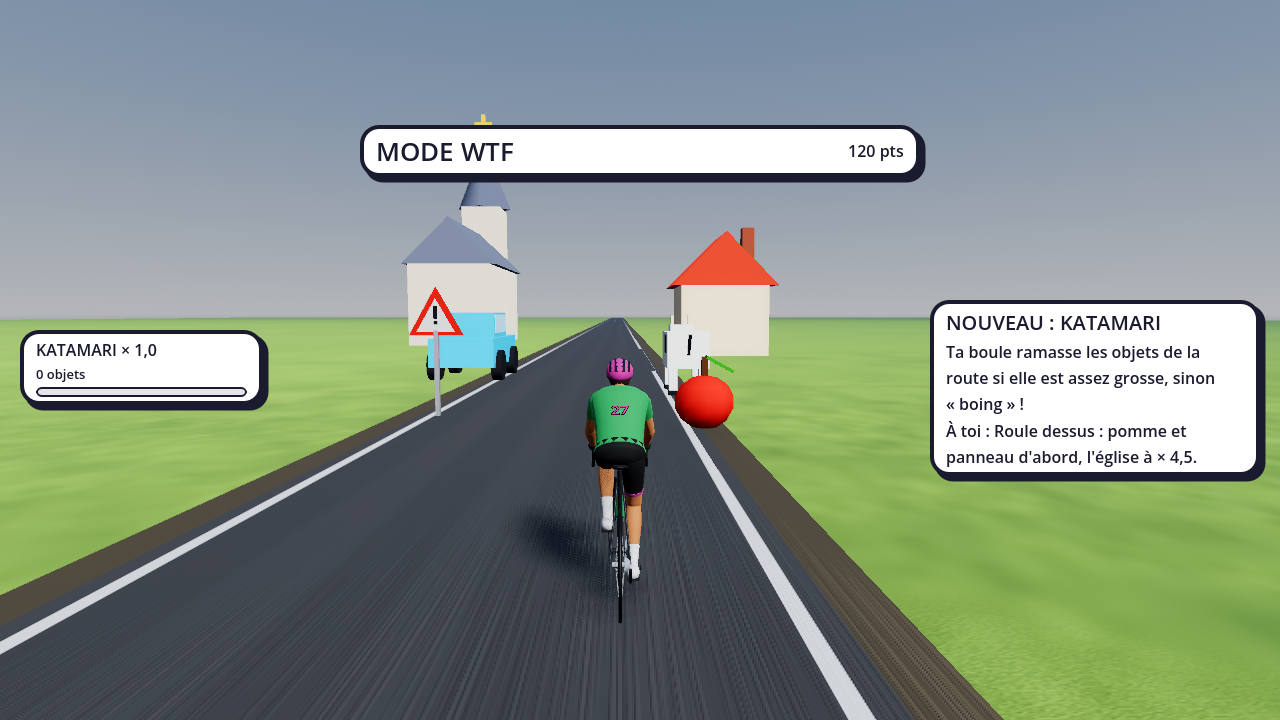 MODE WTF
120 pts
KATAMARI × 1,0
0 objets
NOUVEAU : KATAMARI
Ta boule ramasse les objets de la
route si elle est assez grosse, sinon
« boing » !
À toi : Roule dessus : pomme et
panneau d'abord, l'église à × 4,5.
!
27